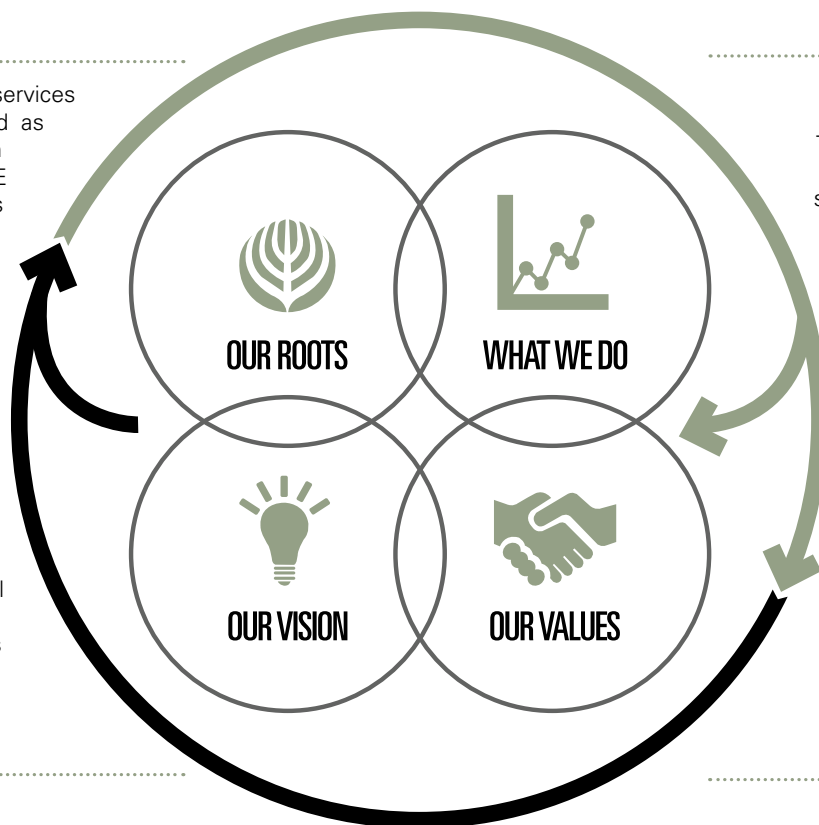 services
d as
E
s
OUR ROOTS
WHAT WE DO
OUR VISION
OUR VALUES
l
s